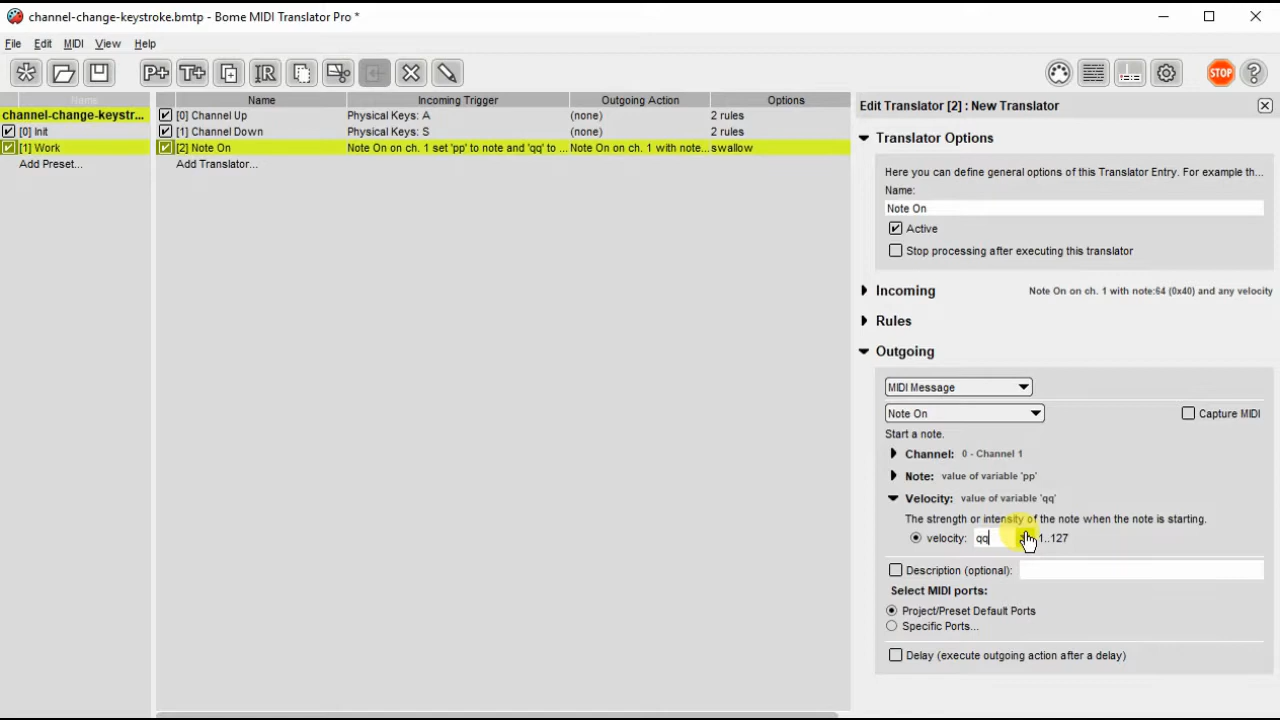 channel-change-keystroke.bmtp - Bome MIDI Translator Pro *
File Edit MIDI View Help
P+ T+ R STOP ?
Name
channel-change-keystr...
[0] Init
[1] Work
Add Preset...
Name Incoming Trigger Outgoing Action Options
[0] Channel Up Physical Keys: A (none) 2 rules
[1] Channel Down Physical Keys: S (none) 2 rules
[2] Note On Note On on ch. 1 set 'pp' to note and 'qq' to ... Note On on ch. 1 with note... swallow
Add Translator...
Edit Translator [2] : New Translator
Translator Options
Here you can define general options of this Translator Entry. For example th...
Name:
Note On
Active
Stop processing after executing this translator
Incoming Note On on ch. 1 with note:64 (0x40) and any velocity
Rules
Outgoing
MIDI Message
Note On Capture MIDI
Start a note.
Channel: 0 - Channel 1
Note: value of variable 'pp'
Velocity: value of variable 'qq'
The strength or intensity of the note when the note is starting.
velocity: qq 1..127
Description (optional):
Select MIDI ports:
Project/Preset Default Ports
Specific Ports...
Delay (execute outgoing action after a delay)